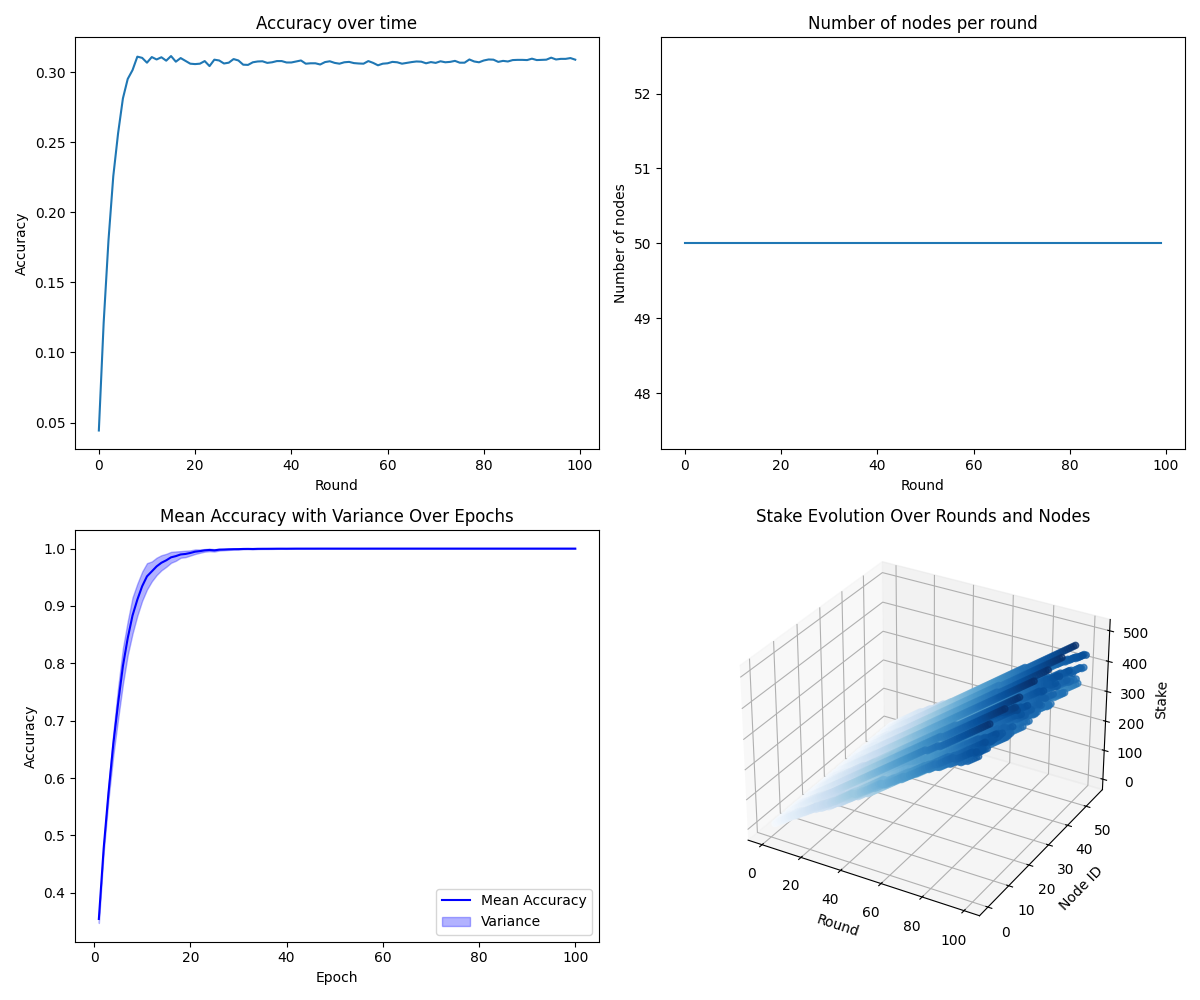 Accuracy over time
0.30
0.25
0.20
0.15
0.10
0.05
Accuracy
0 20 40 60 80 100
Round
Number of nodes per round
52
51
50
49
48
Number of nodes
0 20 40 60 80 100
Round
Mean Accuracy with Variance Over Epochs
1.0
0.9
0.8
0.7
0.6
0.5
0.4
Accuracy
Mean Accuracy
Variance
0 20 40 60 80 100
Epoch
Stake Evolution Over Rounds and Nodes
500
400
300
200
100
0
Stake
50
40
30
20
10
0
Node ID
0
20
40
60
80
100
Round